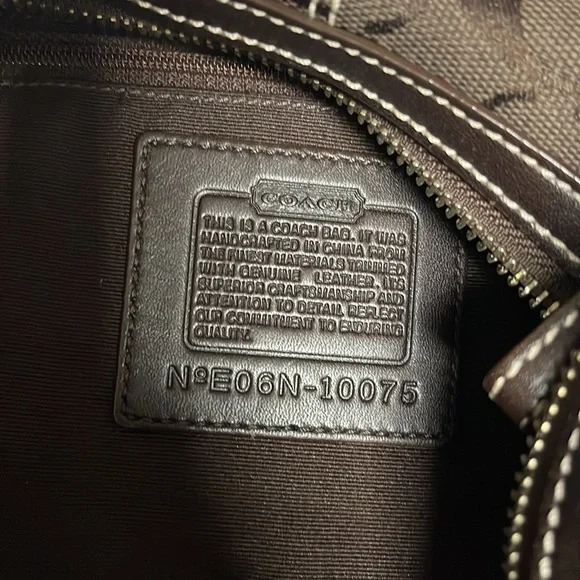 COACH
THIS IS A COACH BAG. IT WAS
HANDCRAFTED IN CHINA FROM
THE FINEST MATERIALS TRIMMED
WITH GENUINE LEATHER. ITS
SUPERIOR CRAFTSMANSHIP AND
ATTENTION TO DETAIL REFLECT
OUR COMMITMENT TO ENDURING
QUALITY.
NºE06N-10075